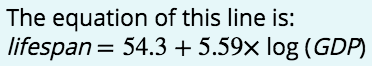 The equation of this line is:
lifespan = 54.3 + 5.59× log (GDP)